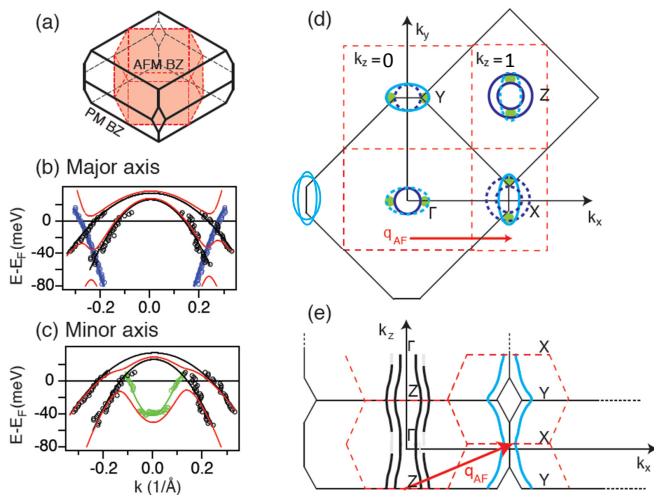 (a)
AFM BZ
PM BZ
(b) Major axis
E-E_F(meV)
0
-40
-80
-0.2
0.0
0.2
(c) Minor axis
E-E_F(meV)
0
-40
-80
-0.2
0.0
0.2
k (1/Å)
(d)
k_y
k_z=0
k_z=1
Y
Z
Γ
X
k_x
q_AF
(e)
k_z
Γ
X
Z
Y
Γ
X
k_x
q_AF
Z
Y